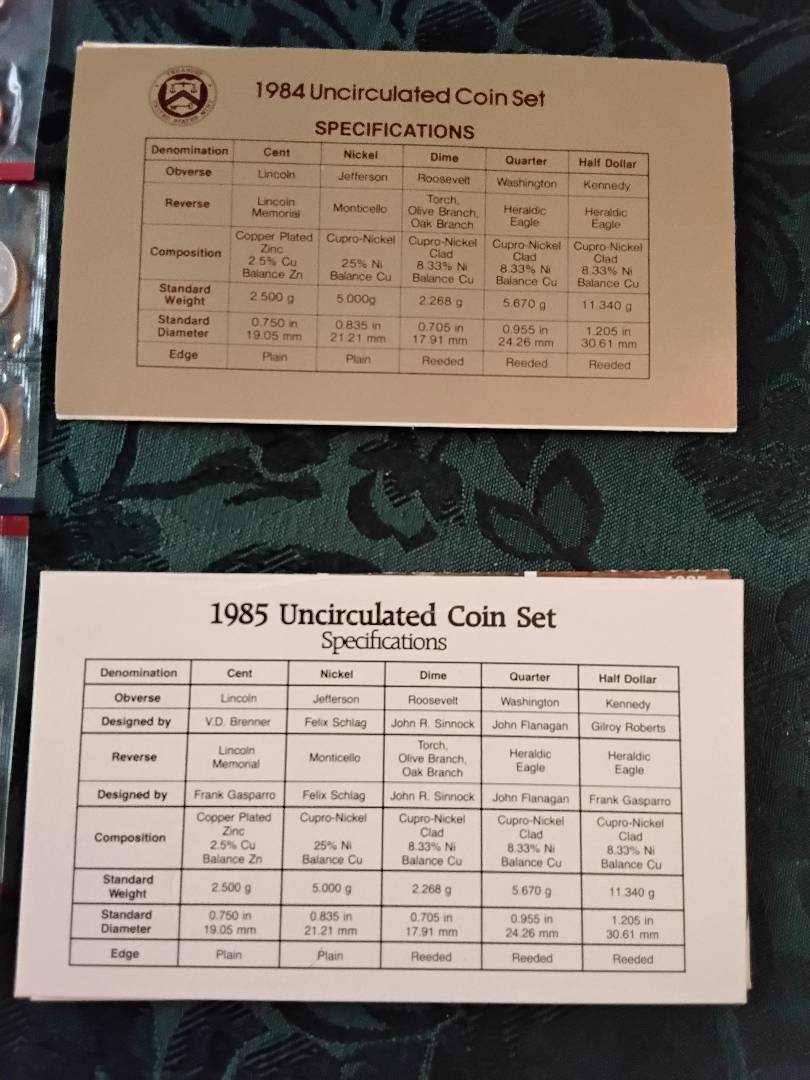 TREASURY
UNITED STATES MINT
1984 Uncirculated Coin Set
SPECIFICATIONS
Denomination Cent Nickel Dime Quarter Half Dollar
Obverse Lincoln Jefferson Roosevelt Washington Kennedy
Reverse Lincoln Memorial Monticello Torch, Olive Branch, Oak Branch Heraldic Eagle Heraldic Eagle
Composition Copper Plated Zinc 2.5% Cu Balance Zn Cupro-Nickel 25% Ni Balance Cu Cupro-Nickel Clad 8.33% Ni Balance Cu Cupro-Nickel Clad 8.33% Ni Balance Cu Cupro-Nickel Clad 8.33% Ni Balance Cu
Standard Weight 2.500 g 5.000g 2.268 g 5.670 g 11.340 g
Standard Diameter 0.750 in 19.05 mm 0.835 in 21.21 mm 0.705 in 17.91 mm 0.955 in 24.26 mm 1.205 in 30.61 mm
Edge Plain Plain Reeded Reeded Reeded
1985 Uncirculated Coin Set
Specifications
Denomination Cent Nickel Dime Quarter Half Dollar
Obverse Lincoln Jefferson Roosevelt Washington Kennedy
Designed by V.D. Brenner Felix Schlag John R. Sinnock John Flanagan Gilroy Roberts
Reverse Lincoln Memorial Monticello Torch, Olive Branch, Oak Branch Heraldic Eagle Heraldic Eagle
Designed by Frank Gasparro Felix Schlag John R. Sinnock John Flanagan Frank Gasparro
Composition Copper Plated Zinc 2.5% Cu Balance Zn Cupro-Nickel 25% Ni Balance Cu Cupro-Nickel Clad 8.33% Ni Balance Cu Cupro-Nickel Clad 8.33% Ni Balance Cu Cupro-Nickel Clad 8.33% Ni Balance Cu
Standard Weight 2.500 g 5.000 g 2.268 g 5.670 g 11.340 g
Standard Diameter 0.750 in 19.05 mm 0.835 in 21.21 mm 0.705 in 17.91 mm 0.955 in 24.26 mm 1.205 in 30.61 mm
Edge Plain Plain Reeded Reeded Reeded